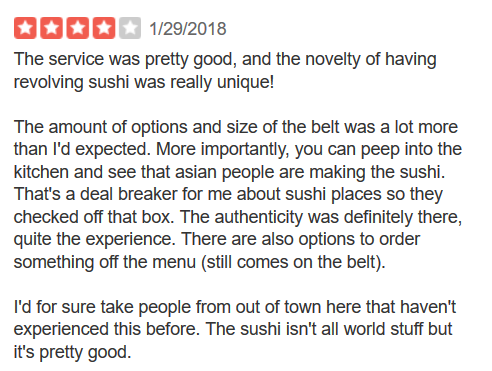 1/29/2018
The service was pretty good, and the novelty of having
revolving sushi was really unique!
The amount of options and size of the belt was a lot more
than I'd expected. More importantly, you can peep into the
kitchen and see that asian people are making the sushi.
That's a deal breaker for me about sushi places so they
checked off that box. The authenticity was definitely there,
quite the experience. There are also options to order
something off the menu (still comes on the belt).
I'd for sure take people from out of town here that haven't
experienced this before. The sushi isn't all world stuff but
it's pretty good.